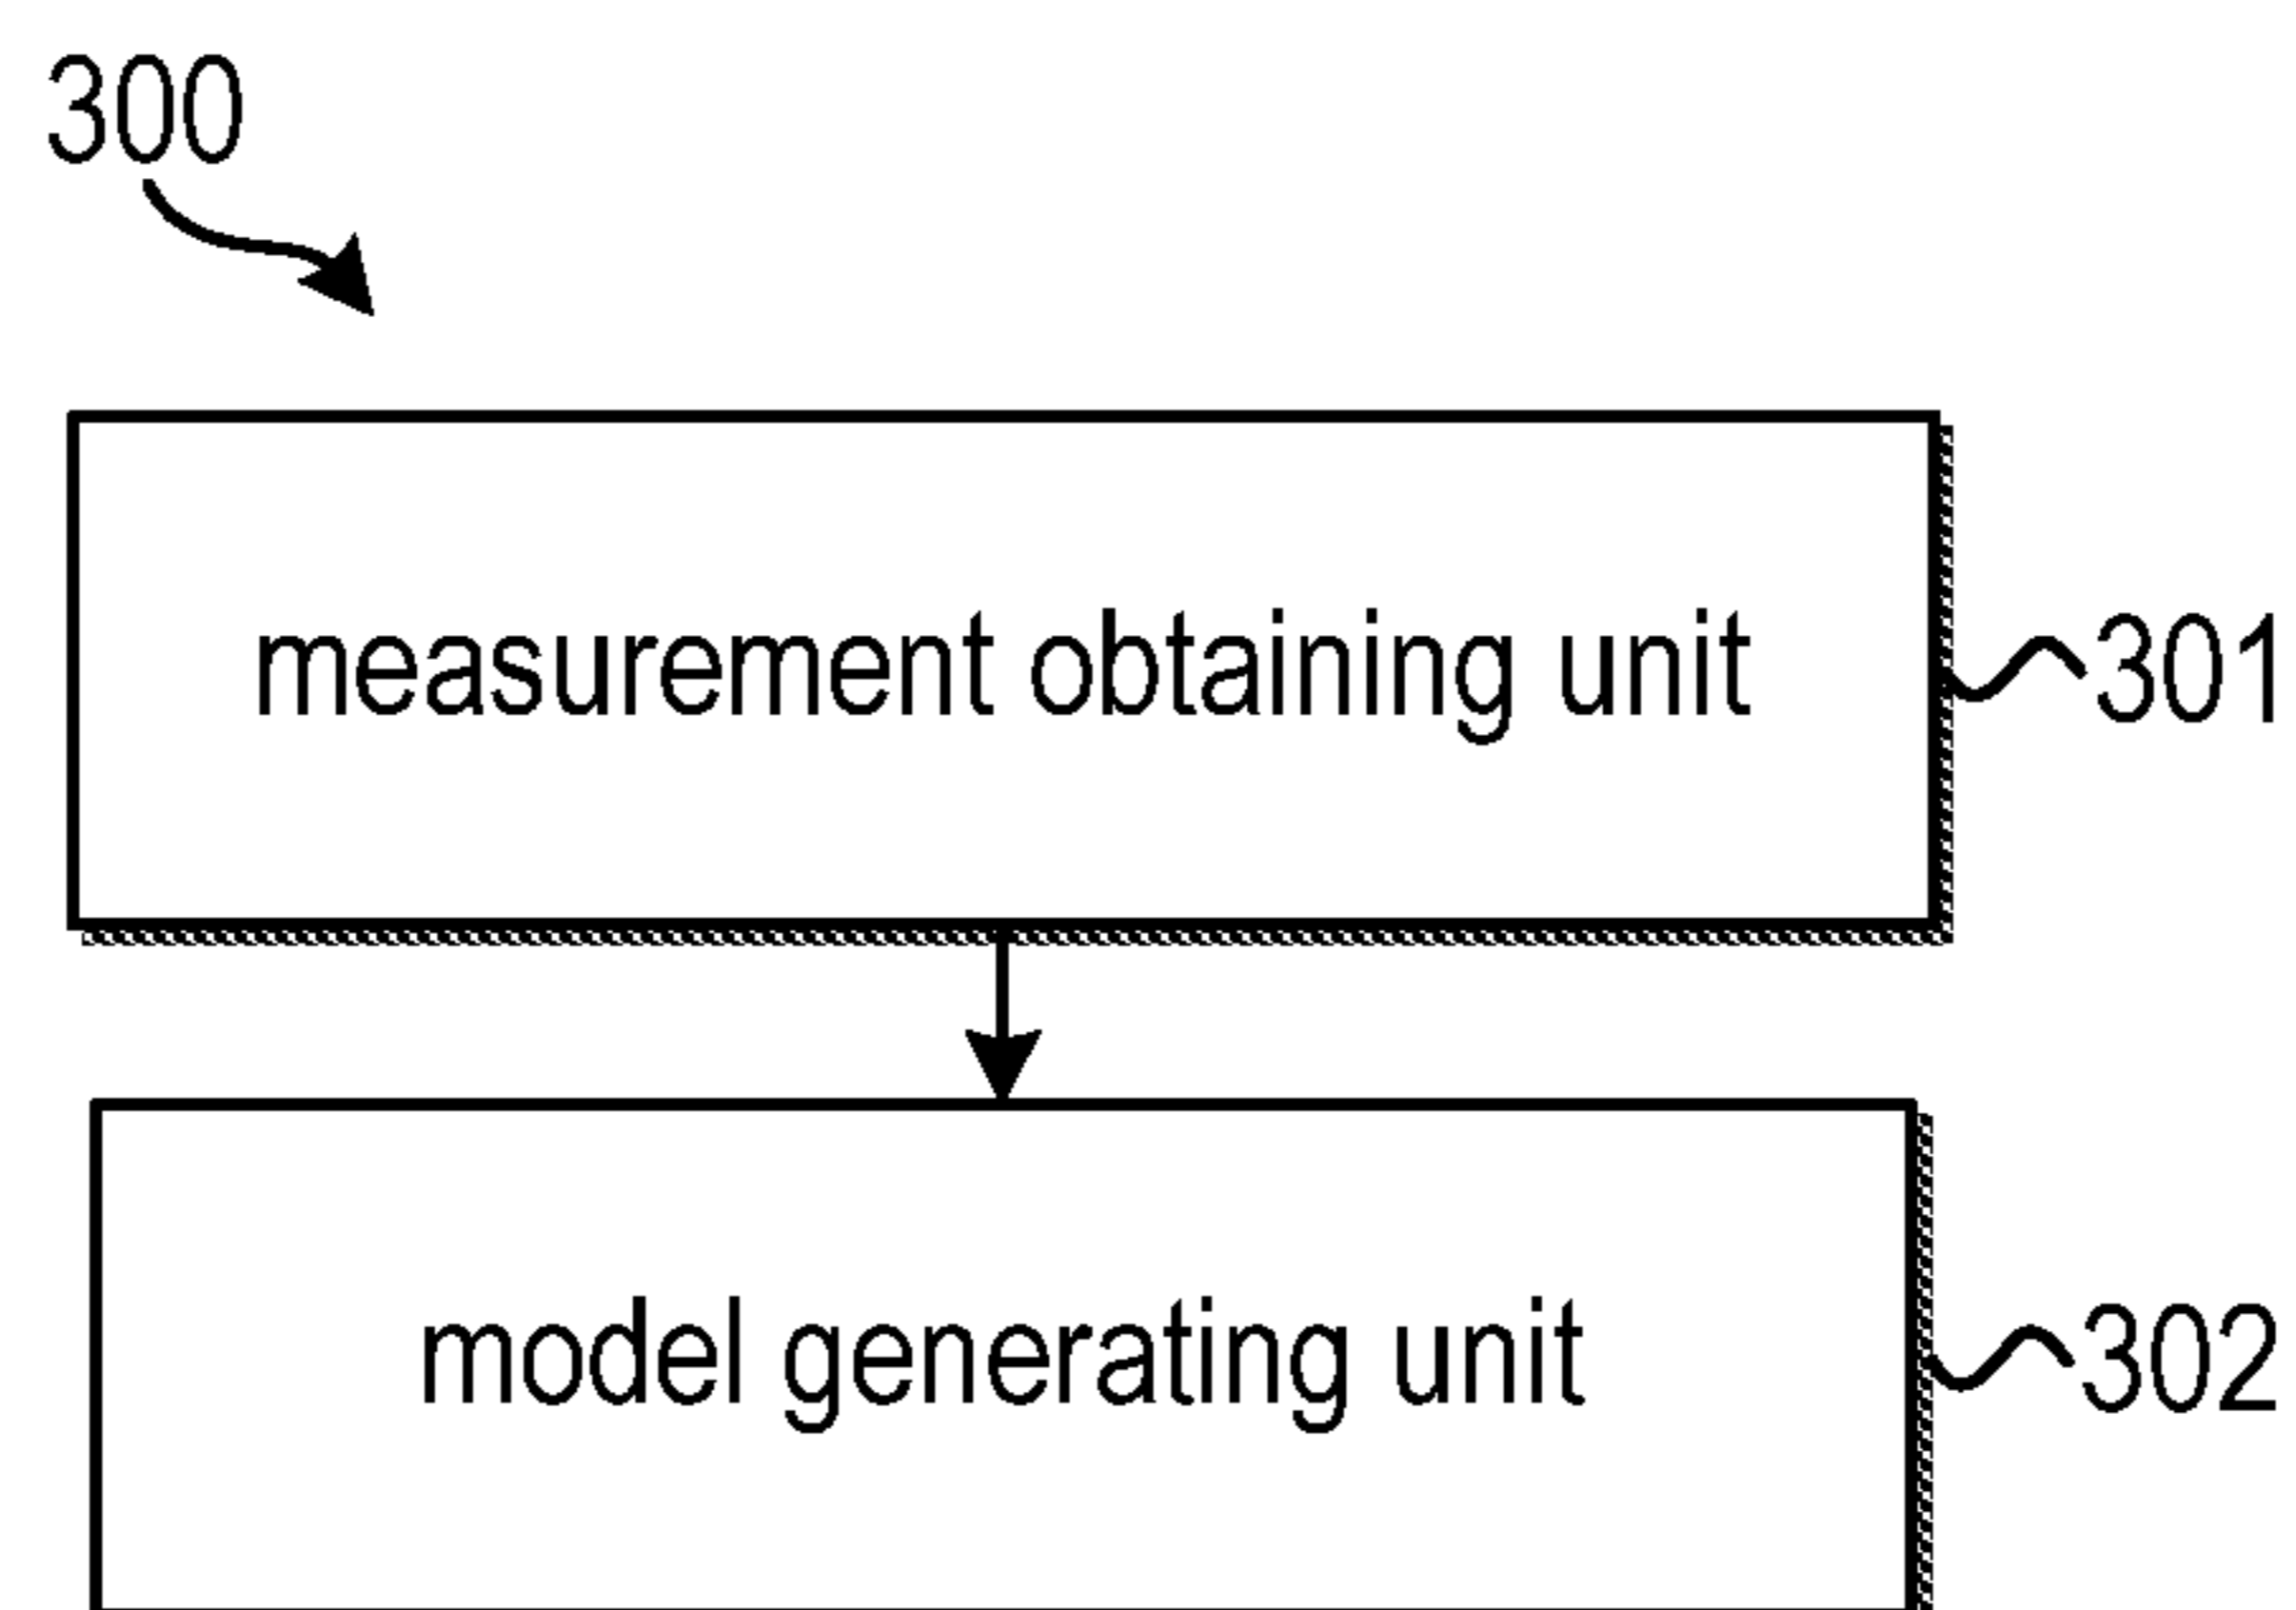 300
measurement obtaining unit
301
model generating unit
302